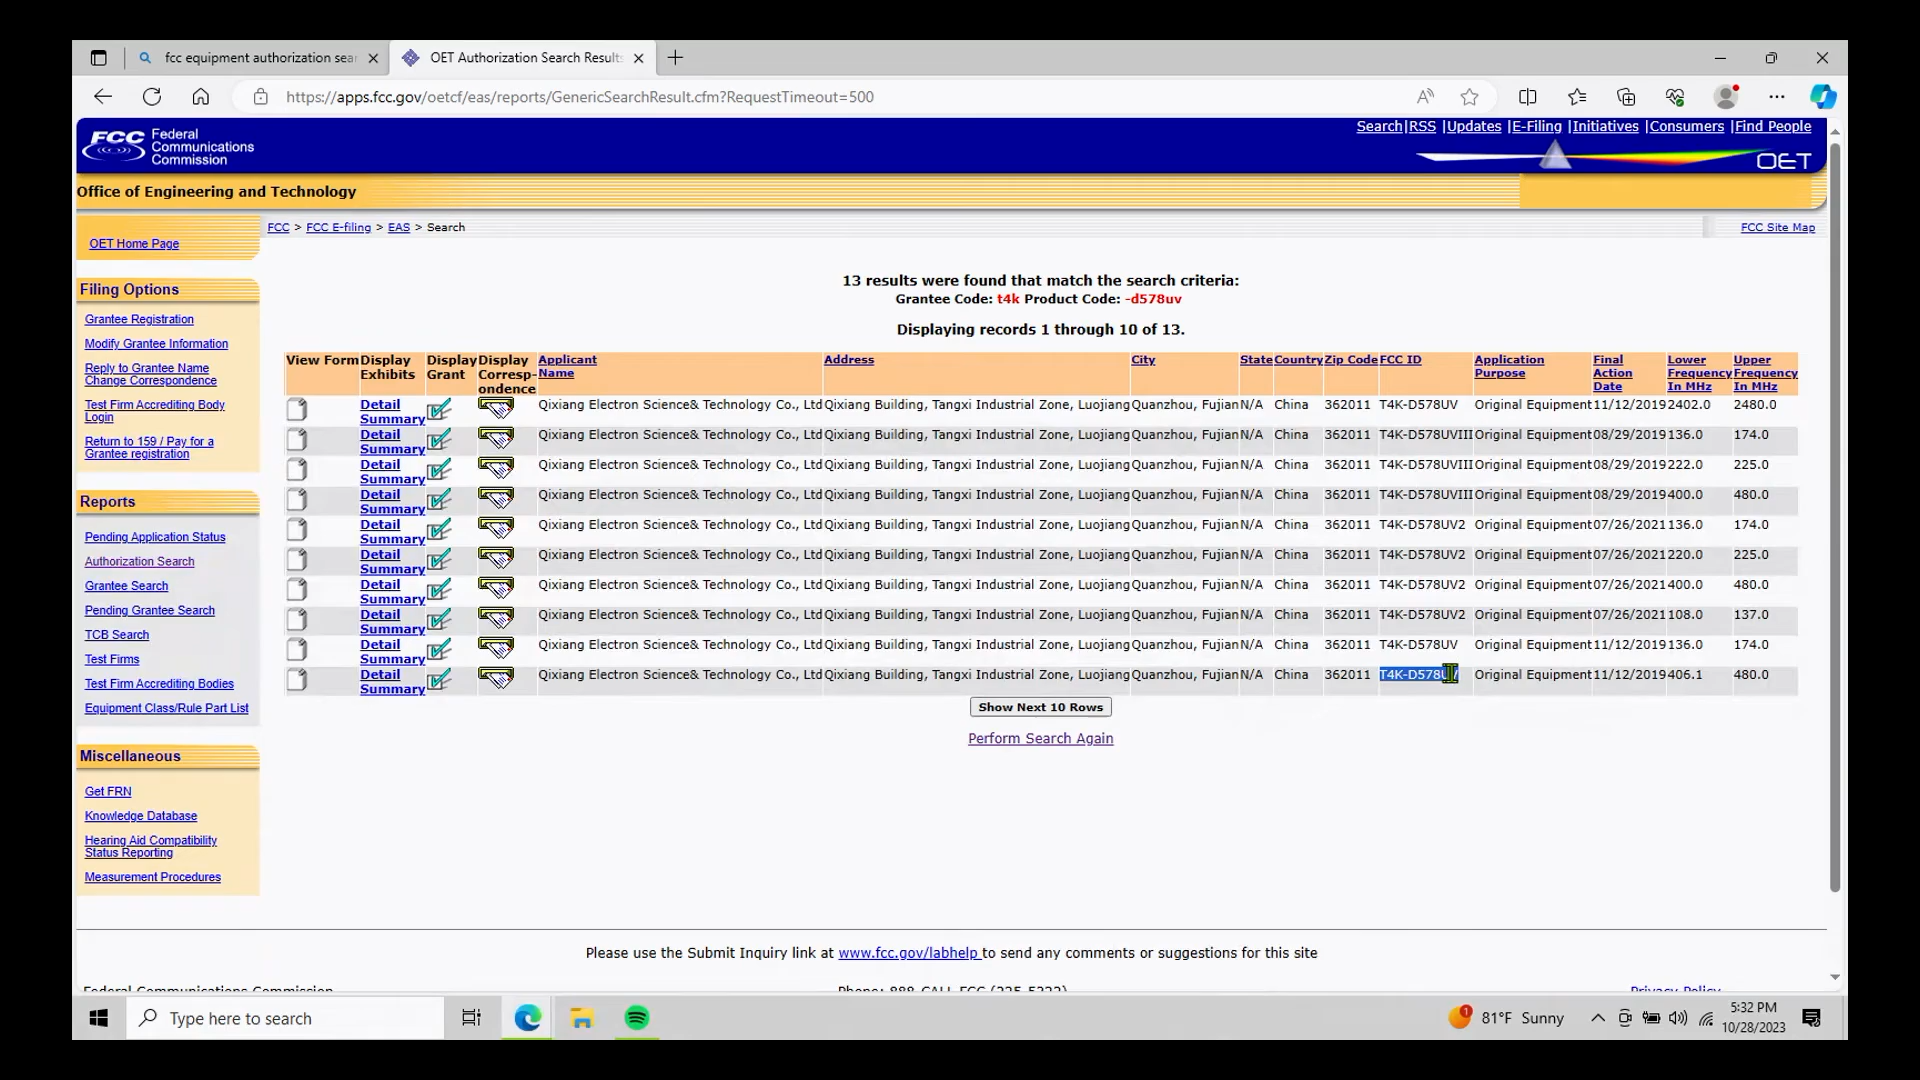 fcc equipment authorization sear
OET Authorization Search Results
https://apps.fcc.gov/oetcf/eas/reports/GenericSearchResult.cfm?RequestTimeout=500
FCC Federal Communications Commission
Search|RSS |Updates |E-Filing |Initiatives |Consumers |Find People
OET
Office of Engineering and Technology
FCC > FCC E-filing > EAS > Search
FCC Site Map
OET Home Page
Filing Options
Grantee Registration
Modify Grantee Information
Reply to Grantee Name
Change Correspondence
Test Firm Accrediting Body
Login
Return to 159 / Pay for a
Grantee registration
Reports
Pending Application Status
Authorization Search
Grantee Search
Pending Grantee Search
TCB Search
Test Firms
Test Firm Accrediting Bodies
Equipment Class/Rule Part List
Miscellaneous
Get FRN
Knowledge Database
Hearing Aid Compatibility
Status Reporting
Measurement Procedures
13 results were found that match the search criteria:
Grantee Code: t4k Product Code: -d578uv
Displaying records 1 through 10 of 13.
View Form Display Exhibits Display Grant Display Corresp-ondence Applicant Name Address City State Country Zip Code FCC ID Application Purpose Final Action Date Lower Frequency In MHz Upper Frequency In MHz
Detail Summary Qixiang Electron Science& Technology Co., Ltd Qixiang Building, Tangxi Industrial Zone, Luojiang Quanzhou, Fujian N/A China 362011 T4K-D578UV Original Equipment 11/12/2019 2402.0 2480.0
Detail Summary Qixiang Electron Science& Technology Co., Ltd Qixiang Building, Tangxi Industrial Zone, Luojiang Quanzhou, Fujian N/A China 362011 T4K-D578UVIII Original Equipment 08/29/2019 136.0 174.0
Detail Summary Qixiang Electron Science& Technology Co., Ltd Qixiang Building, Tangxi Industrial Zone, Luojiang Quanzhou, Fujian N/A China 362011 T4K-D578UVIII Original Equipment 08/29/2019 222.0 225.0
Detail Summary Qixiang Electron Science& Technology Co., Ltd Qixiang Building, Tangxi Industrial Zone, Luojiang Quanzhou, Fujian N/A China 362011 T4K-D578UVIII Original Equipment 08/29/2019 400.0 480.0
Detail Summary Qixiang Electron Science& Technology Co., Ltd Qixiang Building, Tangxi Industrial Zone, Luojiang Quanzhou, Fujian N/A China 362011 T4K-D578UV2 Original Equipment 07/26/2021 136.0 174.0
Detail Summary Qixiang Electron Science& Technology Co., Ltd Qixiang Building, Tangxi Industrial Zone, Luojiang Quanzhou, Fujian N/A China 362011 T4K-D578UV2 Original Equipment 07/26/2021 220.0 225.0
Detail Summary Qixiang Electron Science& Technology Co., Ltd Qixiang Building, Tangxi Industrial Zone, Luojiang Quanzhou, Fujian N/A China 362011 T4K-D578UV2 Original Equipment 07/26/2021 400.0 480.0
Detail Summary Qixiang Electron Science& Technology Co., Ltd Qixiang Building, Tangxi Industrial Zone, Luojiang Quanzhou, Fujian N/A China 362011 T4K-D578UV2 Original Equipment 07/26/2021 108.0 137.0
Detail Summary Qixiang Electron Science& Technology Co., Ltd Qixiang Building, Tangxi Industrial Zone, Luojiang Quanzhou, Fujian N/A China 362011 T4K-D578UV Original Equipment 11/12/2019 136.0 174.0
Detail Summary Qixiang Electron Science& Technology Co., Ltd Qixiang Building, Tangxi Industrial Zone, Luojiang Quanzhou, Fujian N/A China 362011 T4K-D578UV Original Equipment 11/12/2019 406.1 480.0
Show Next 10 Rows
Perform Search Again
Please use the Submit Inquiry link at www.fcc.gov/labhelp to send any comments or suggestions for this site
Federal Communications Commission
Phone: 888-CALL-FCC (225-5322)
Privacy Policy
Type here to search
1
81°F Sunny
5:32 PM
10/28/2023